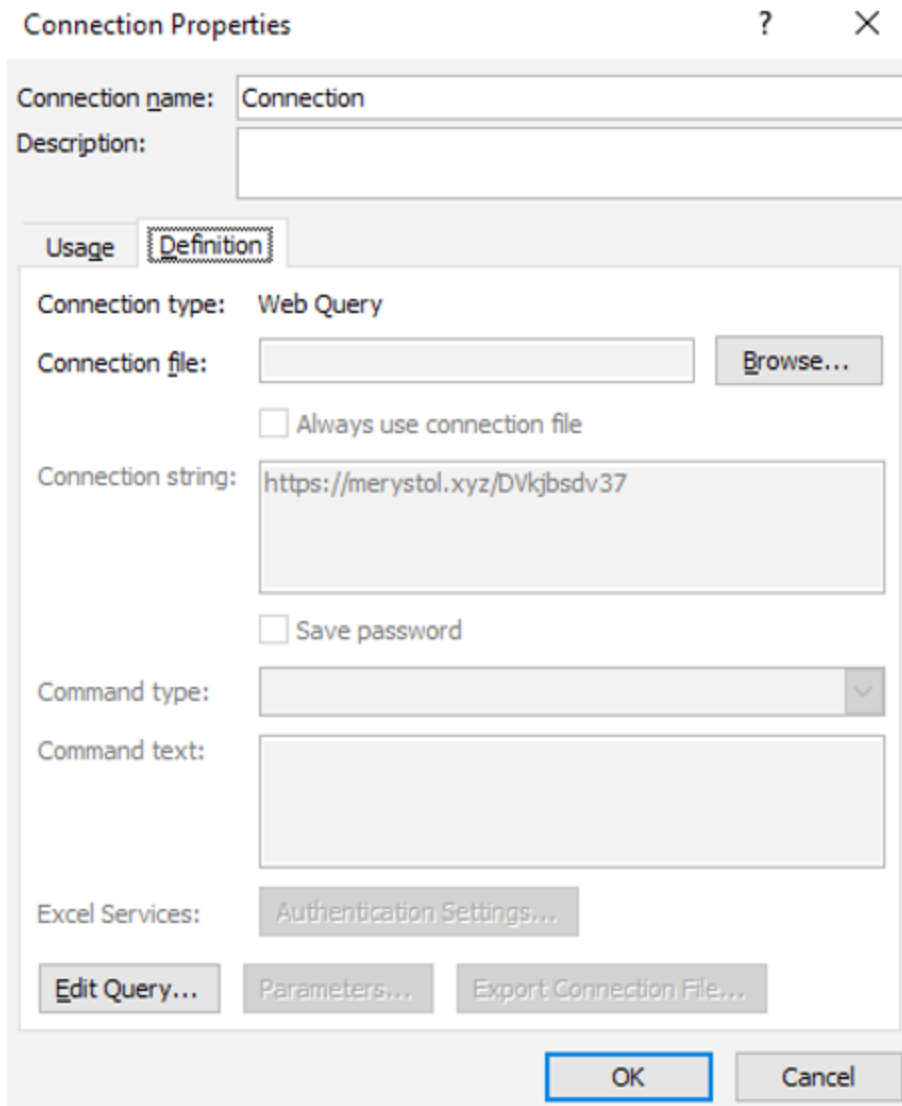 Connection Properties ?
Connection name: Connection
Description:
Usage Definition
Connection type: Web Query
Connection file: Browse...
Always use connection file
Connection string: https://merystol.xyz/DVkjbsdv37
Save password
Command type:
Command text:
Excel Services: Authentication Settings...
Edit Query... Parameters... Export Connection File...
OK Cancel